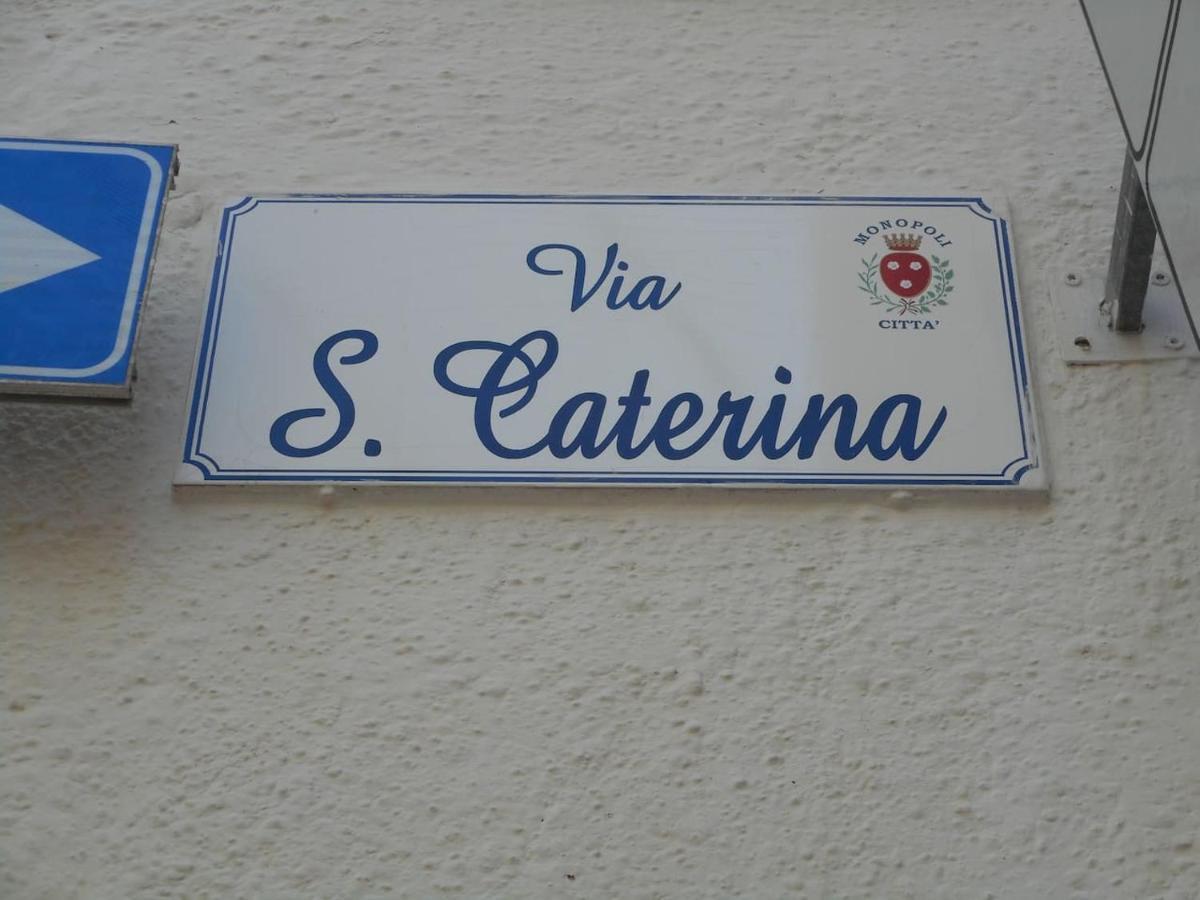 Via
S. Caterina
MONOPOLI
CITTA'